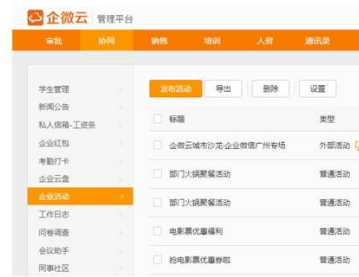 企微云 管理平台
审批 协同 销售 培训 人资 通讯录
学生管理
新闻公告
私人信箱-工资条
企业红包
考勤打卡
企业云盘
企业活动
工作日志
问卷调查
会议助手
同事社区
发布活动 导出 删除 设置
标题 类型
企微云城市沙龙-企业微信广州专场 外部活动
部门火锅聚餐活动 普通活动
部门火锅聚餐活动 普通活动
电影票优惠福利 普通活动
抢电影票优惠券啦 普通活动